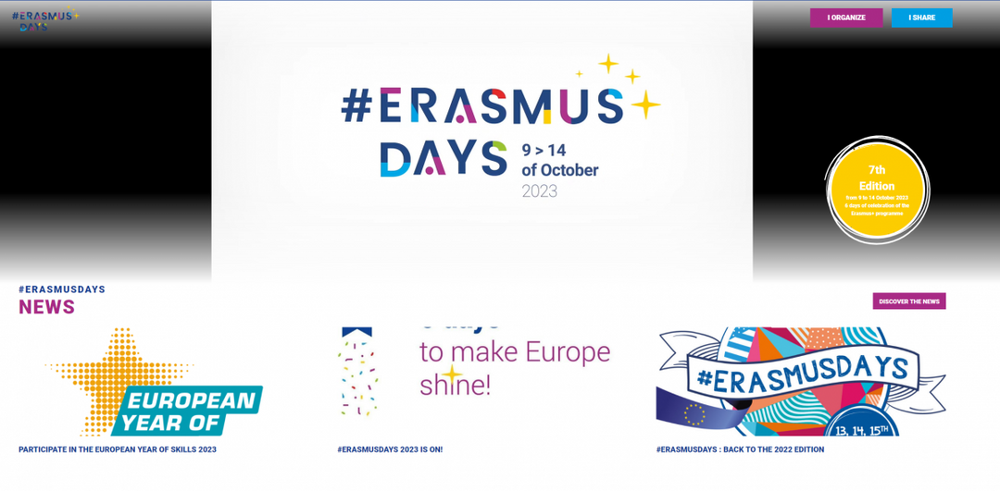 #ERASMUS
DAYS
I ORGANIZE
I SHARE
#ERASMUS
DAYS
9 > 14
of October
2023
7th
Edition
from 9 to 14 October 2023
6 days of celebration of the
Erasmus+ programme
#ERASMUSDAYS
NEWS
DISCOVER THE NEWS
EUROPEAN
YEAR OF
to make Europe
shine!
#ERASMUSDAYS
13, 14, 15TH
PARTICIPATE IN THE EUROPEAN YEAR OF SKILLS 2023
#ERASMUSDAYS 2023 IS ON!
#ERASMUSDAYS : BACK TO THE 2022 EDITION